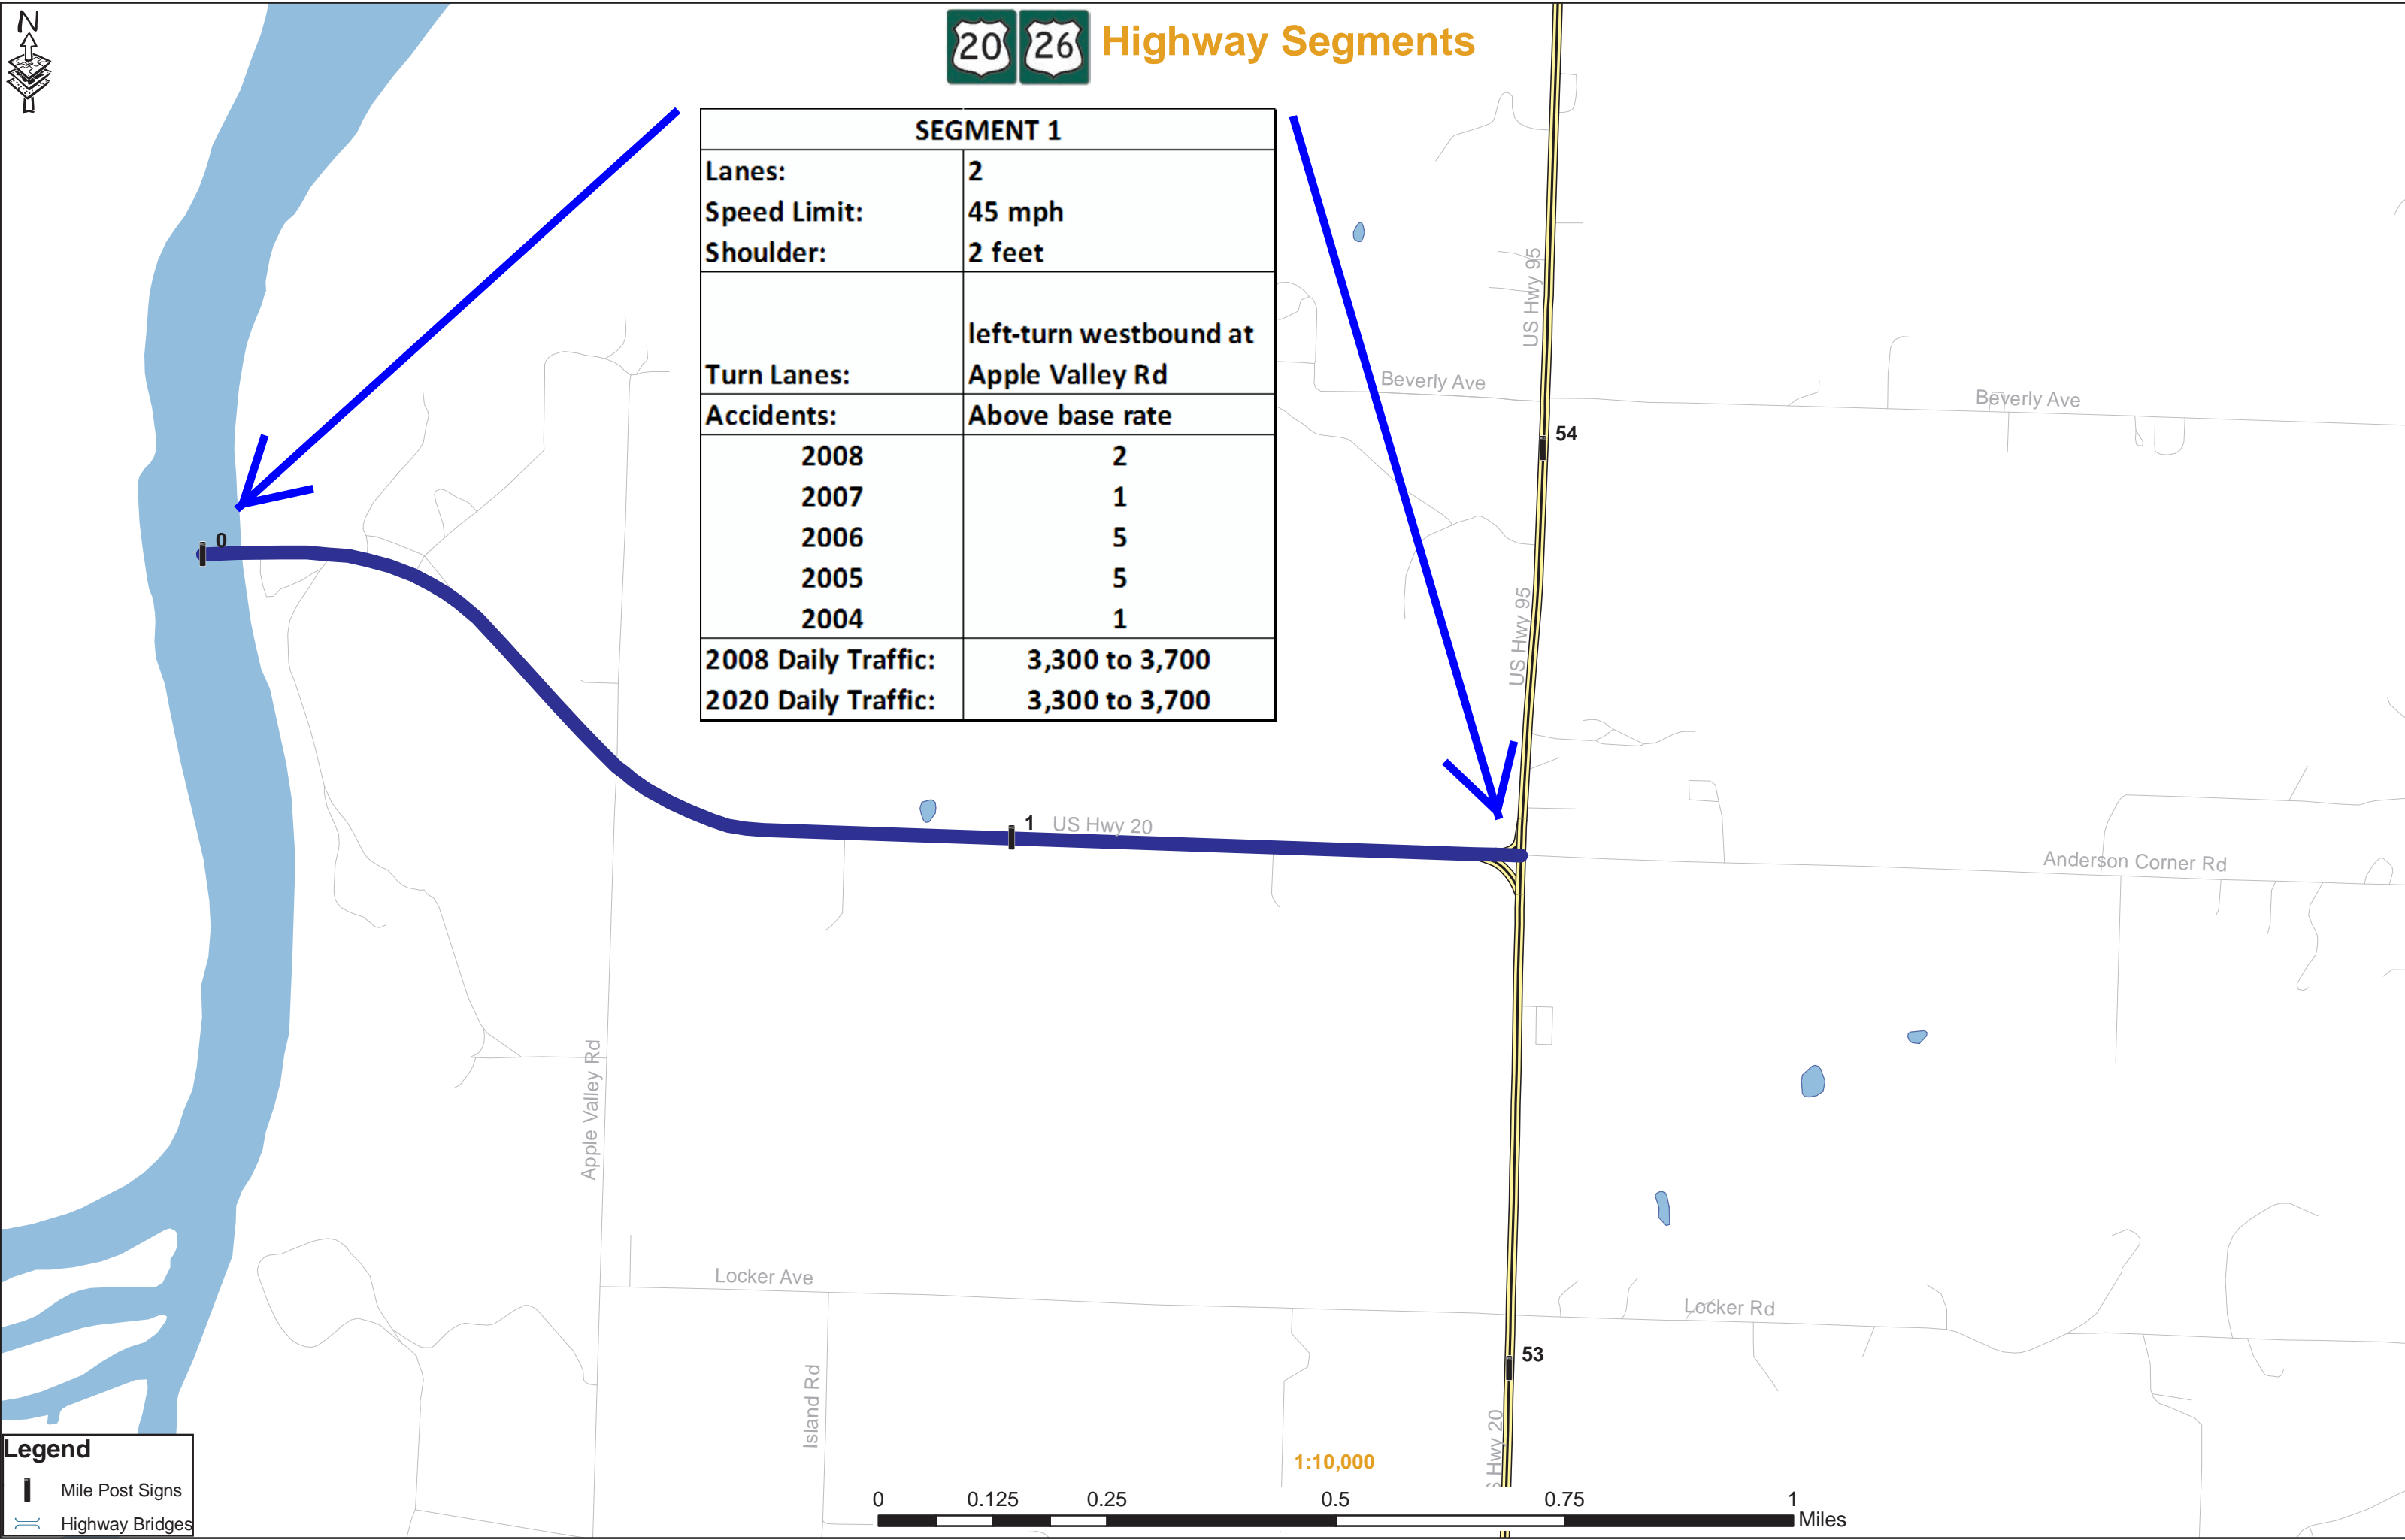 N
20 26 Highway Segments
SEGMENT 1
Lanes: 2
Speed Limit: 45 mph
Shoulder: 2 feet
left-turn westbound at
Turn Lanes: Apple Valley Rd
Accidents: Above base rate
2008 2
2007 1
2006 5
2005 5
2004 1
2008 Daily Traffic: 3,300 to 3,700
2020 Daily Traffic: 3,300 to 3,700
US Hwy 95
Beverly Ave
Beverly Ave
54
0
US Hwy 95
1
US Hwy 20
Anderson Corner Rd
Apple Valley Rd
Locker Ave
Locker Rd
53
Island Rd
S Hwy 20
1:10,000
Legend
Mile Post Signs
Highway Bridges
0 0.125 0.25 0.5 0.75 1
Miles